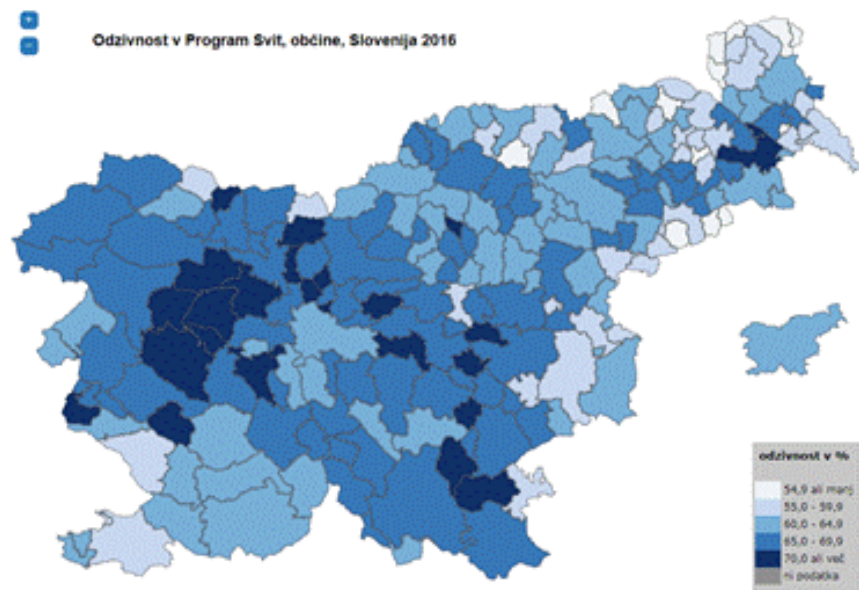 +
−
Odzivnost v Program Svit, občine, Slovenija 2016
odzivnost v %
54,9 ali manj
55,0 - 59,9
60,0 - 64,9
65,0 - 69,9
70,0 ali več
ni podatka